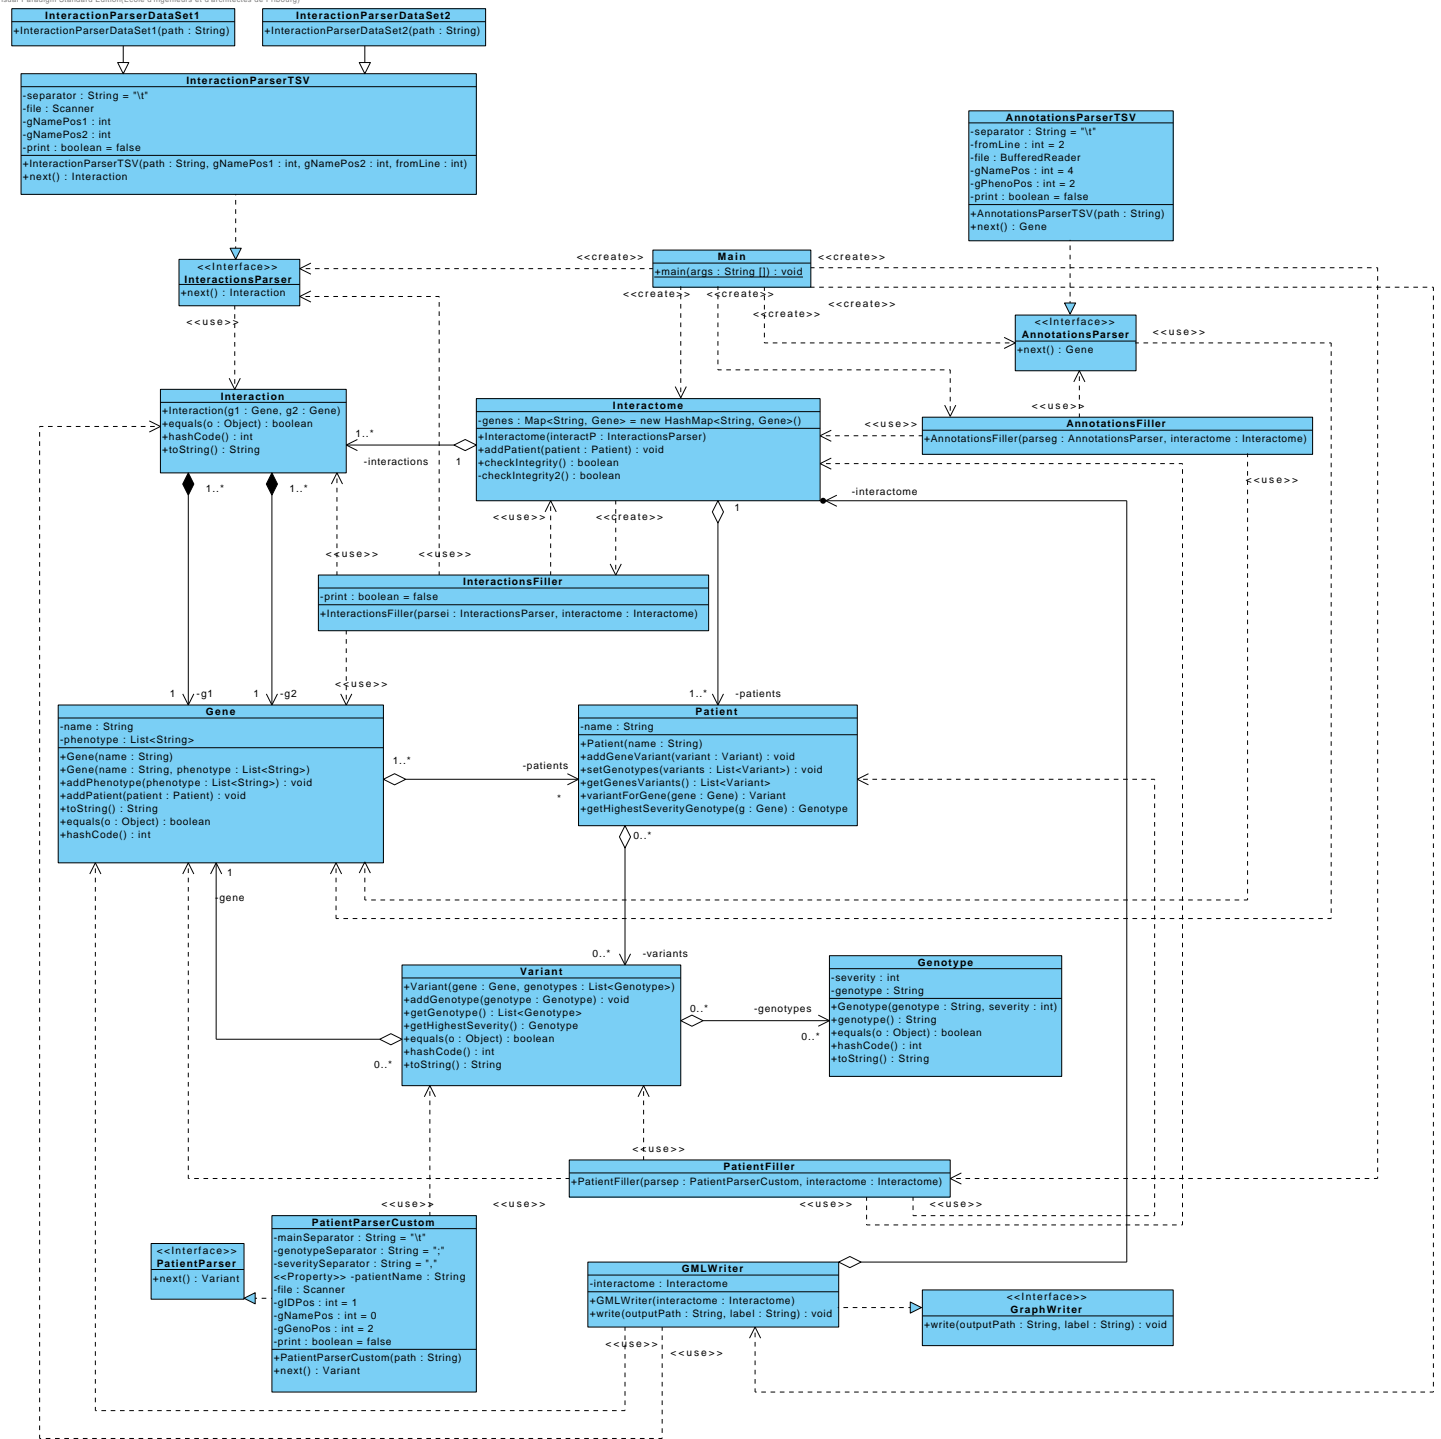 Visual Paradigm Standard Edition(Ecole d'ingenieurs et d'architectes de Fribourg)
InteractionParserDataSet1
+InteractionParserDataSet1(path : String)
InteractionParserDataSet2
+InteractionParserDataSet2(path : String)
InteractionParserTSV
-separator : String = "\t"
-file : Scanner
-gNamePos1 : int
-gNamePos2 : int
-print : boolean = false
+InteractionParserTSV(path : String, gNamePos1 : int, gNamePos2 : int, fromLine : int)
+next() : Interaction
AnnotationsParserTSV
-separator : String = "\t"
-fromLine : int = 2
-file : BufferedReader
-gNamePos : int = 4
-gPhenoPos : int = 2
-print : boolean = false
+AnnotationsParserTSV(path : String)
+next() : Gene
<<Interface>>
InteractionsParser
+next() : Interaction
<<create>>
Main
+main(args : String []) : void
<<create>>
<<create>>
<<create>>
<<create>>
<<create>>
<<use>>
<<Interface>>
AnnotationsParser
+next() : Gene
<<use>>
Interaction
+Interaction(g1 : Gene, g2 : Gene)
+equals(o : Object) : boolean
+hashCode() : int
+toString() : String
1..*
-interactions
1
Interactome
-genes : Map<String, Gene> = new HashMap<String, Gene>()
+Interactome(interactP : InteractionsParser)
+addPatient(patient : Patient) : void
+checkIntegrity() : boolean
-checkIntegrity2() : boolean
<<use>>
<<use>>
AnnotationsFiller
+AnnotationsFiller(parseg : AnnotationsParser, interactome : Interactome)
<<use>>
1..*
1..*
-interactome
1
<<use>>
<<create>>
<<use>>
<<use>>
InteractionsFiller
-print : boolean = false
+InteractionsFiller(parsei : InteractionsParser, interactome : Interactome)
<<use>>
1
-g1
1
-g2
1..*
-patients
Gene
-name : String
-phenotype : List<String>
+Gene(name : String)
+Gene(name : String, phenotype : List<String>)
+addPhenotype(phenotype : List<String>) : void
+addPatient(patient : Patient) : void
+toString() : String
+equals(o : Object) : boolean
+hashCode() : int
1..*
-patients
*
Patient
-name : String
+Patient(name : String)
+addGeneVariant(variant : Variant) : void
+setGenotypes(variants : List<Variant>) : void
+getGenesVariants() : List<Variant>
+variantForGene(gene : Gene) : Variant
+getHighestSeverityGenotype(g : Gene) : Genotype
0..*
1
-gene
0..*
-variants
Variant
+Variant(gene : Gene, genotypes : List<Genotype>)
+addGenotype(genotype : Genotype) : void
+getGenotype() : List<Genotype>
+getHighestSeverity() : Genotype
+equals(o : Object) : boolean
+hashCode() : int
+toString() : String
0..*
0..*
-genotypes
0..*
Genotype
-severity : int
-genotype : String
+Genotype(genotype : String, severity : int)
+genotype() : String
+equals(o : Object) : boolean
+hashCode() : int
+toString() : String
<<use>>
PatientFiller
+PatientFiller(parsep : PatientParserCustom, interactome : Interactome)
<<use>>
<<use>>
<<use>>
<<use>>
PatientParserCustom
-mainSeparator : String = "\t"
-genotypeSeparator : String = ";"
-severitySeparator : String = ","
<<Property>> -patientName : String
-file : Scanner
-gIDPos : int = 1
-gNamePos : int = 0
-gGenoPos : int = 2
-print : boolean = false
+PatientParserCustom(path : String)
+next() : Variant
<<Interface>>
PatientParser
+next() : Variant
GMLWriter
-interactome : Interactome
+GMLWriter(interactome : Interactome)
+write(outputPath : String, label : String) : void
<<Interface>>
GraphWriter
+write(outputPath : String, label : String) : void
<<use>>
<<use>>